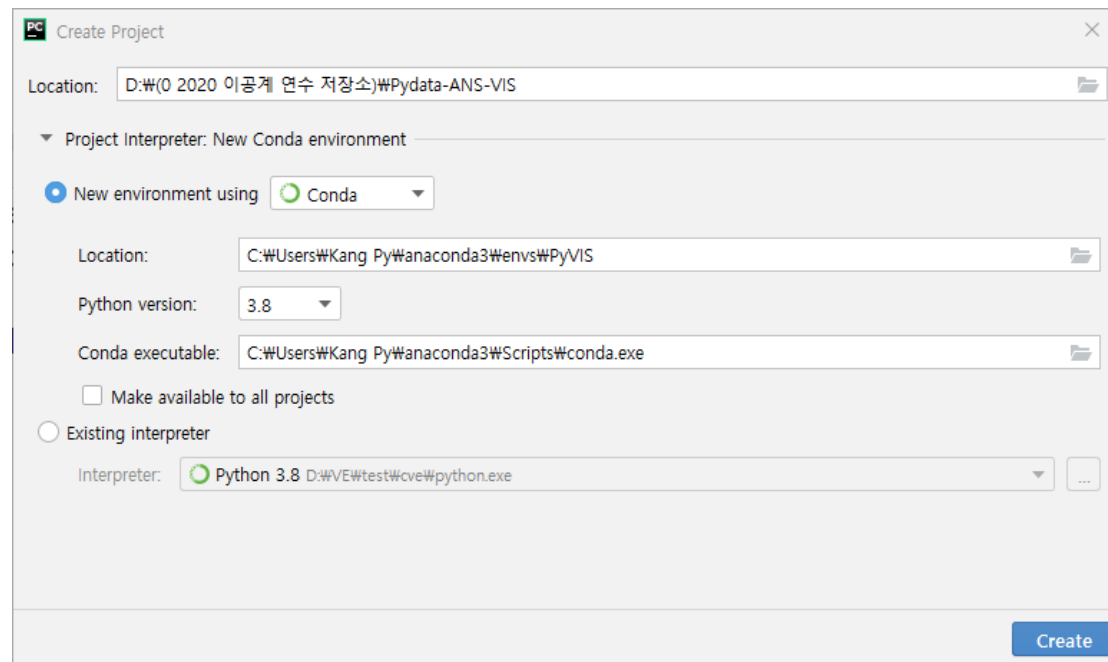 PC
Create Project
Location: D:₩(0 2020 이공계 연수 저장소)₩Pydata-ANS-VIS
Project Interpreter: New Conda environment
New environment using Conda
Location: C:₩Users₩Kang Py₩anaconda3₩envs₩PyVIS
Python version: 3.8
Conda executable: C:₩Users₩Kang Py₩anaconda3₩Scripts₩conda.exe
Make available to all projects
Existing interpreter
Interpreter: Python 3.8 D:₩VE₩test₩cve₩python.exe ...
Create